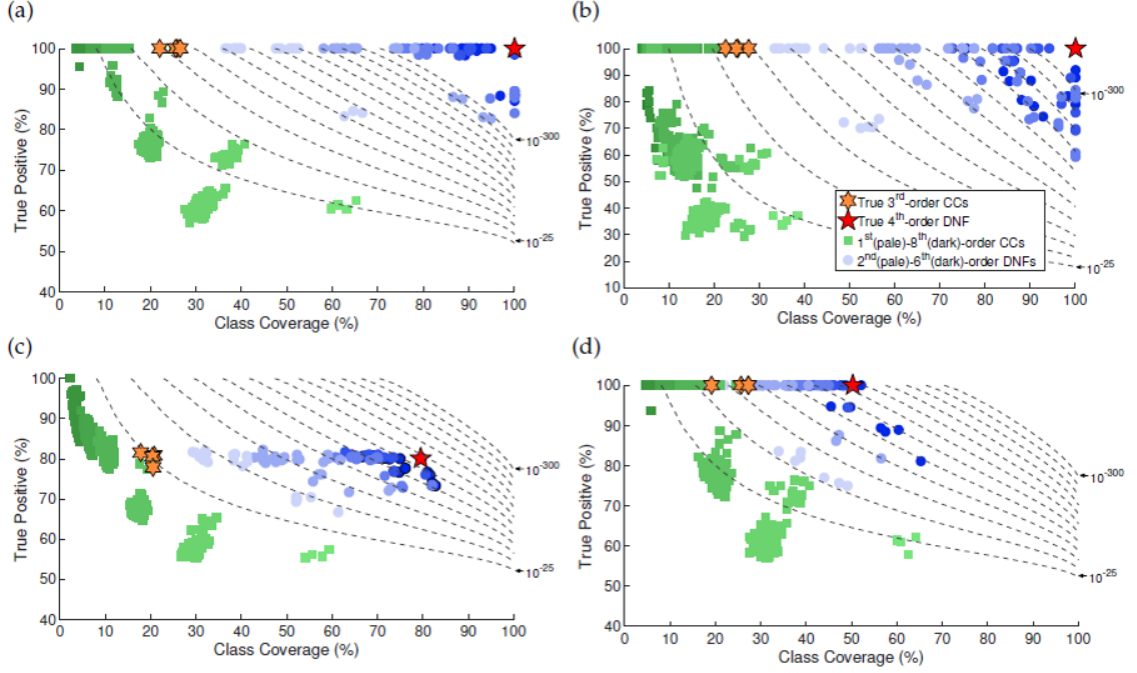 (a)
100
90
80
70
60
50
40
True Positive (%)
0 10 20 30 40 50 60 70 80 90 100
Class Coverage (%)
10-300
10-25
(b)
100
90
80
70
60
50
40
30
20
10
True Positive (%)
0 10 20 30 40 50 60 70 80 90 100
Class Coverage (%)
10-300
10-25
True 3rd-order CCs
True 4th-order DNF
1st(pale)-8th(dark)-order CCs
2nd(pale)-6th(dark)-order DNFs
(c)
100
90
80
70
60
50
40
True Positive (%)
0 10 20 30 40 50 60 70 80 90 100
Class Coverage (%)
10-300
10-25
(d)
100
90
80
70
60
50
40
True Positive (%)
0 10 20 30 40 50 60 70 80 90 100
Class Coverage (%)
10-300
10-25